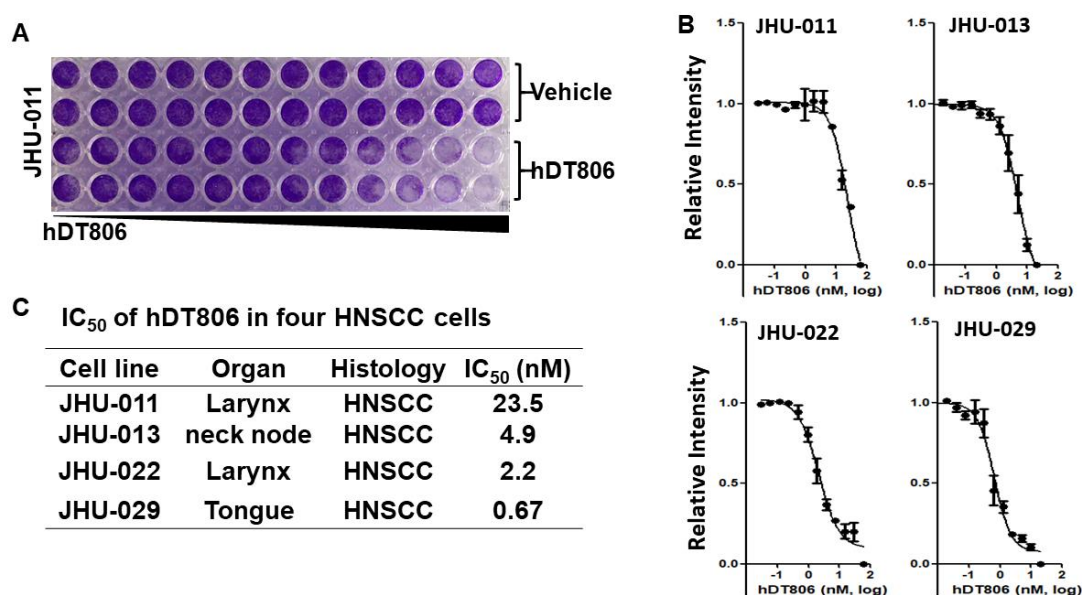 A
JHU-011
Vehicle
hDT806
hDT806
B
JHU-011
1.5
1.0
0.5
0.0
-1 0 1 2
hDT806 (nM, log)
Relative Intensity
JHU-013
1.5
1.0
0.5
0.0
-1 0 1 2
hDT806 (nM, log)
JHU-022
1.5
1.0
0.5
0.0
-1 0 1 2
hDT806 (nM, log)
Relative Intensity
JHU-029
1.5
1.0
0.5
0.0
-1 0 1 2
hDT806 (nM, log)
C
IC50 of hDT806 in four HNSCC cells
Cell line Organ Histology IC50 (nM)
JHU-011 Larynx HNSCC 23.5
JHU-013 neck node HNSCC 4.9
JHU-022 Larynx HNSCC 2.2
JHU-029 Tongue HNSCC 0.67